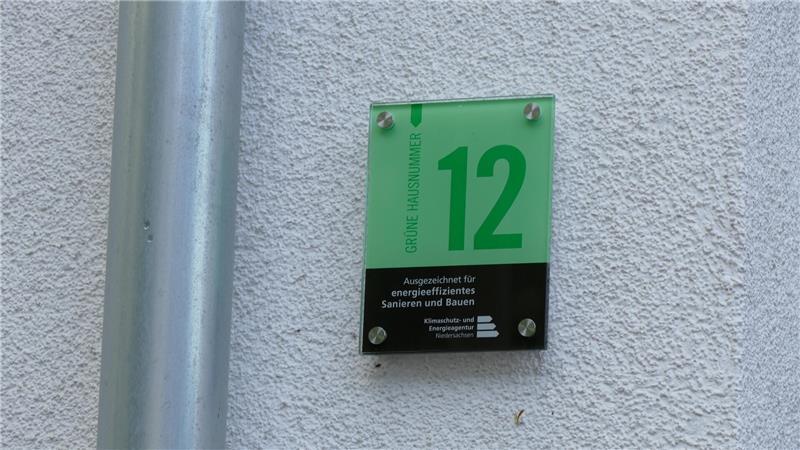 GRÜNE HAUSNUMMER
12
Ausgezeichnet für
energieeffizientes
Sanieren und Bauen
Klimaschutz- und
Energieagentur
Niedersachsen